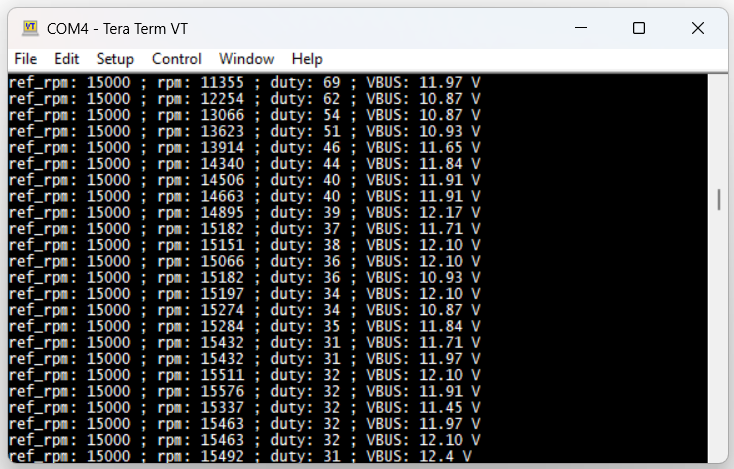 COM4 - Tera Term VT
File Edit Setup Control Window Help
ref_rpm: 15000 ; rpm: 11355 ; duty: 69 ; VBUS: 11.97 V
ref_rpm: 15000 ; rpm: 12254 ; duty: 62 ; VBUS: 10.87 V
ref_rpm: 15000 ; rpm: 13066 ; duty: 54 ; VBUS: 10.87 V
ref_rpm: 15000 ; rpm: 13623 ; duty: 51 ; VBUS: 10.93 V
ref_rpm: 15000 ; rpm: 13914 ; duty: 46 ; VBUS: 11.65 V
ref_rpm: 15000 ; rpm: 14340 ; duty: 44 ; VBUS: 11.84 V
ref_rpm: 15000 ; rpm: 14506 ; duty: 40 ; VBUS: 11.91 V
ref_rpm: 15000 ; rpm: 14663 ; duty: 40 ; VBUS: 11.91 V
ref_rpm: 15000 ; rpm: 14895 ; duty: 39 ; VBUS: 12.17 V
ref_rpm: 15000 ; rpm: 15182 ; duty: 37 ; VBUS: 11.71 V
ref_rpm: 15000 ; rpm: 15151 ; duty: 38 ; VBUS: 12.10 V
ref_rpm: 15000 ; rpm: 15066 ; duty: 36 ; VBUS: 12.10 V
ref_rpm: 15000 ; rpm: 15182 ; duty: 36 ; VBUS: 10.93 V
ref_rpm: 15000 ; rpm: 15197 ; duty: 34 ; VBUS: 12.10 V
ref_rpm: 15000 ; rpm: 15274 ; duty: 34 ; VBUS: 10.87 V
ref_rpm: 15000 ; rpm: 15284 ; duty: 35 ; VBUS: 11.84 V
ref_rpm: 15000 ; rpm: 15432 ; duty: 31 ; VBUS: 11.71 V
ref_rpm: 15000 ; rpm: 15432 ; duty: 31 ; VBUS: 11.97 V
ref_rpm: 15000 ; rpm: 15511 ; duty: 32 ; VBUS: 12.10 V
ref_rpm: 15000 ; rpm: 15576 ; duty: 32 ; VBUS: 11.91 V
ref_rpm: 15000 ; rpm: 15337 ; duty: 32 ; VBUS: 11.45 V
ref_rpm: 15000 ; rpm: 15463 ; duty: 32 ; VBUS: 11.97 V
ref_rpm: 15000 ; rpm: 15463 ; duty: 32 ; VBUS: 12.10 V
ref_rpm: 15000 ; rpm: 15492 ; duty: 31 ; VBUS: 12.4 V